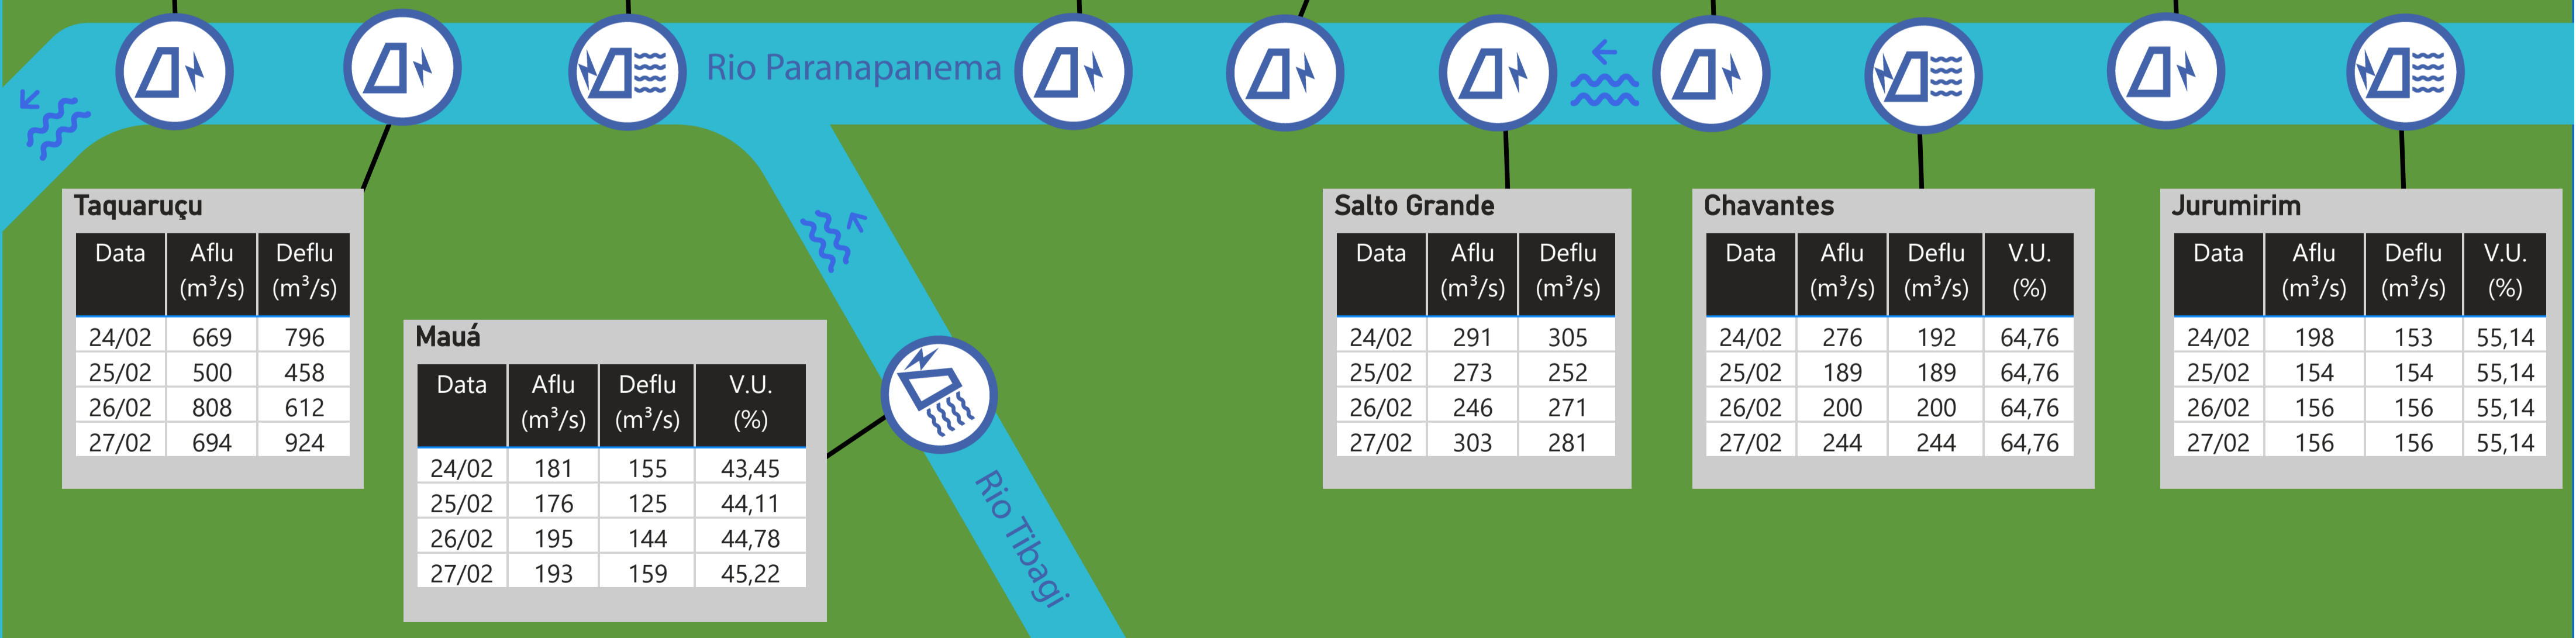 Rio Paranapanema
Taquaruçu
Data Aflu (m³/s) Deflu (m³/s)
24/02 669 796
25/02 500 458
26/02 808 612
27/02 694 924
Mauá
Data Aflu (m³/s) Deflu (m³/s) V.U. (%)
24/02 181 155 43,45
25/02 176 125 44,11
26/02 195 144 44,78
27/02 193 159 45,22
Rio Tibagi
Salto Grande
Data Aflu (m³/s) Deflu (m³/s)
24/02 291 305
25/02 273 252
26/02 246 271
27/02 303 281
Chavantes
Data Aflu (m³/s) Deflu (m³/s) V.U. (%)
24/02 276 192 64,76
25/02 189 189 64,76
26/02 200 200 64,76
27/02 244 244 64,76
Jurumirim
Data Aflu (m³/s) Deflu (m³/s) V.U. (%)
24/02 198 153 55,14
25/02 154 154 55,14
26/02 156 156 55,14
27/02 156 156 55,14